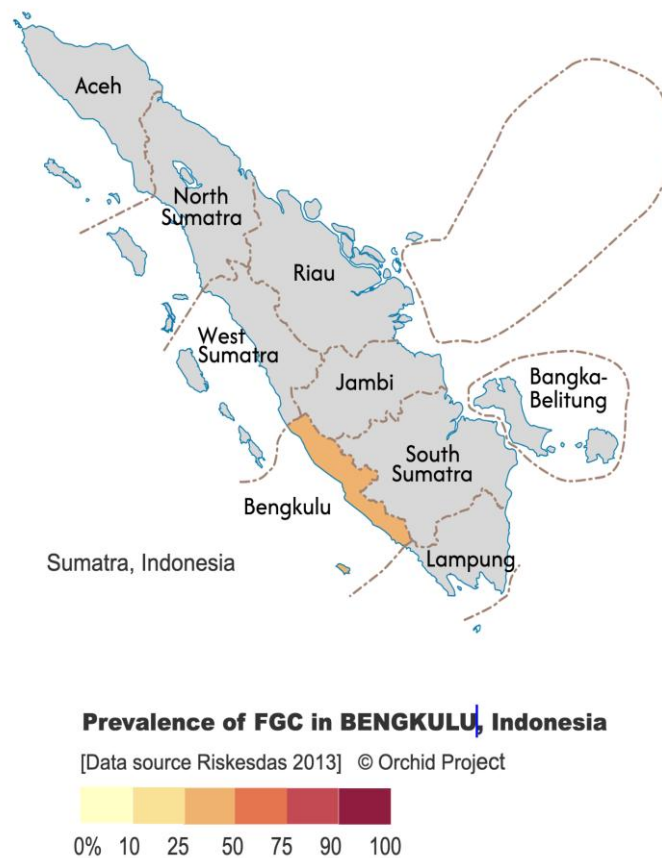 Aceh
North
Sumatra
Riau
West
Sumatra
Jambi
Bangka-
Belitung
South
Sumatra
Bengkulu
Lampung
Sumatra, Indonesia
Prevalence of FGC in BENGKULU, Indonesia
[Data source Riskesdas 2013] © Orchid Project
0% 10 25 50 75 90 100